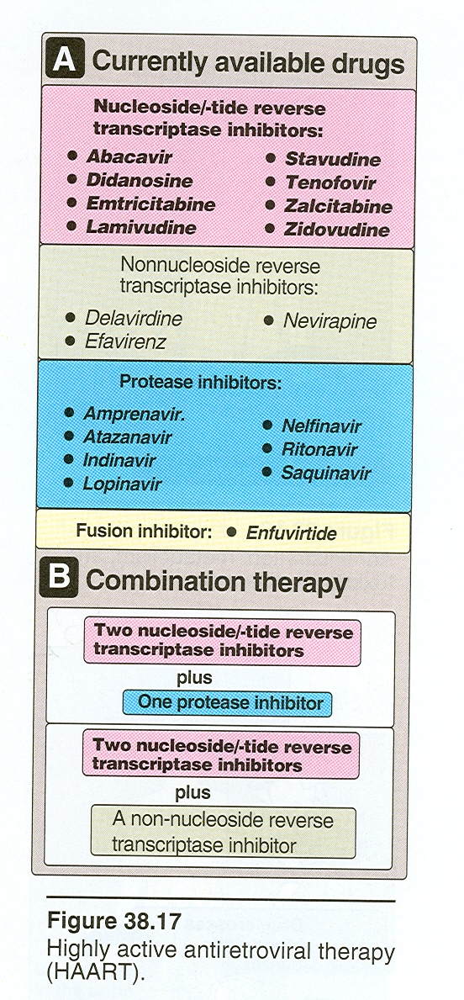 A Currently available drugs
Nucleoside/-tide reverse
transcriptase inhibitors:
• Abacavir
• Didanosine
• Emtricitabine
• Lamivudine
• Stavudine
• Tenofovir
• Zalcitabine
• Zidovudine
Nonnucleoside reverse
transcriptase inhibitors:
• Delavirdine
• Efavirenz
• Nevirapine
Protease inhibitors:
• Amprenavir.
• Atazanavir
• Indinavir
• Lopinavir
• Nelfinavir
• Ritonavir
• Saquinavir
Fusion inhibitor: • Enfuvirtide
B Combination therapy
Two nucleoside/-tide reverse
transcriptase inhibitors
plus
One protease inhibitor
Two nucleoside/-tide reverse
transcriptase inhibitors
plus
A non-nucleoside reverse
transcriptase inhibitor
Figure 38.17
Highly active antiretroviral therapy
(HAART).